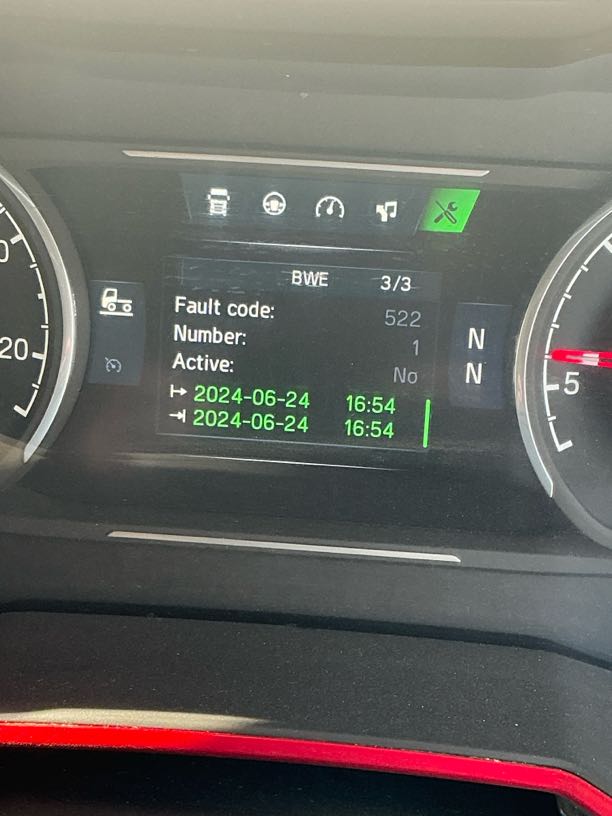 BWE 3/3
Fault code: 522
Number: 1
Active: No
2024-06-24 16:54
2024-06-24 16:54
N
N
20
5